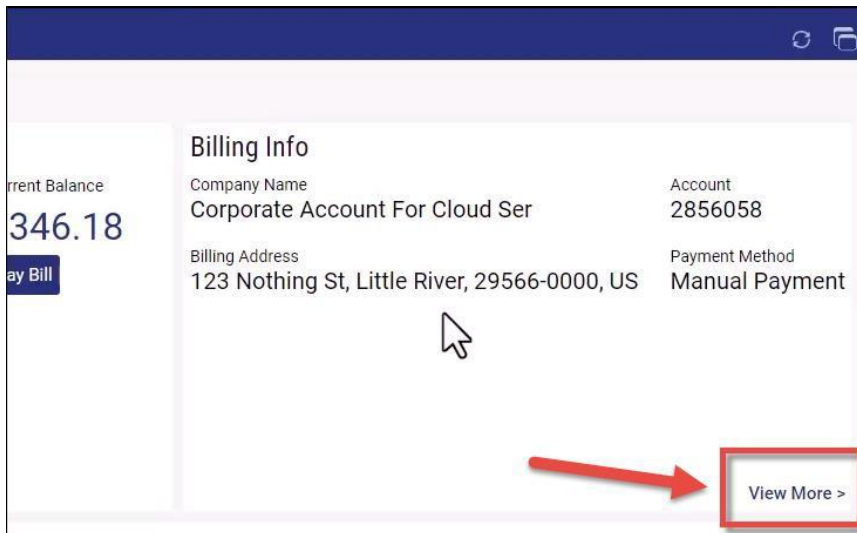 Billing Info
rrent Balance
346.18
ay Bill
Company Name
Corporate Account For Cloud Ser
Account
2856058
Billing Address
123 Nothing St, Little River, 29566-0000, US
Payment Method
Manual Payment
View More >